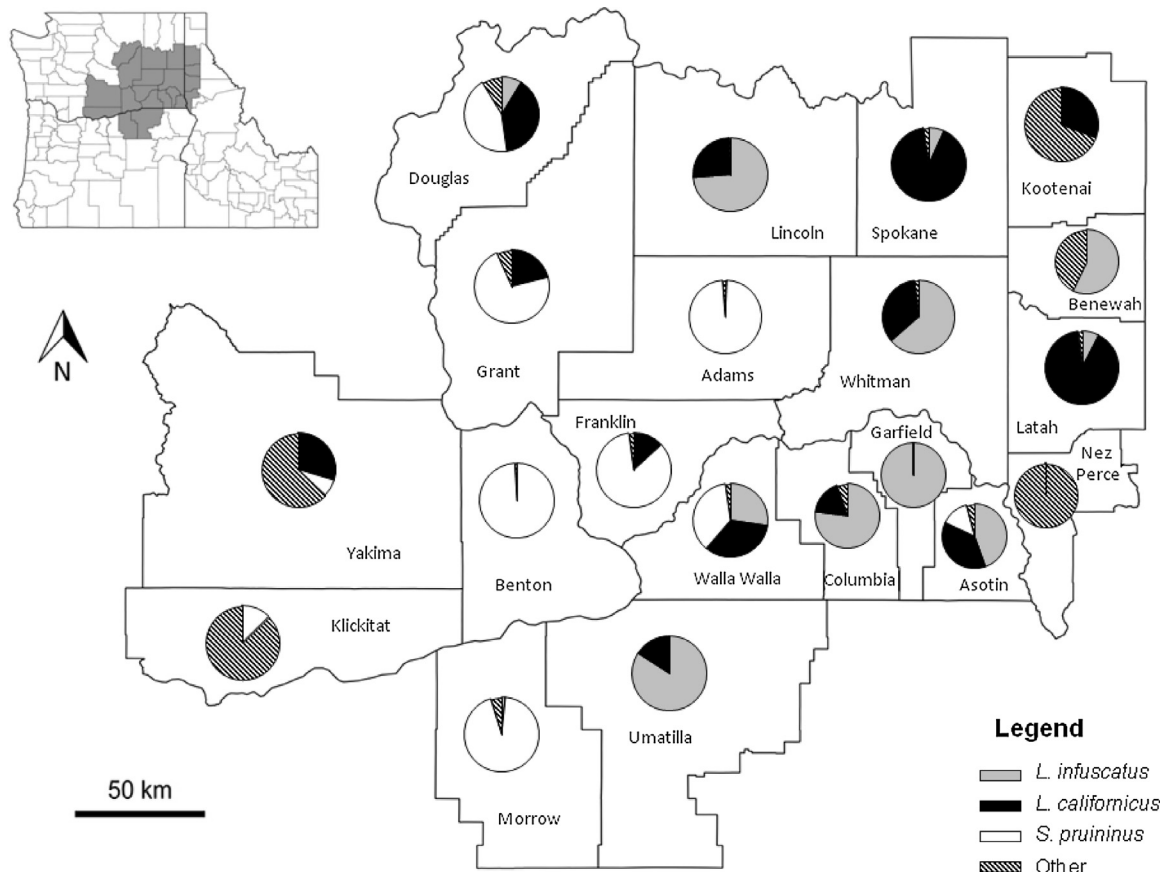 Douglas
Lincoln
Spokane
Kootenai
Benewah
Grant
Adams
Whitman
Latah
Nez
Perce
N
Franklin
Garfield
Yakima
Benton
Walla Walla
Columbia
Asotin
Klickitat
Umatilla
Morrow
50 km
Legend
L. infuscatus
L. californicus
S. pruininus
Other